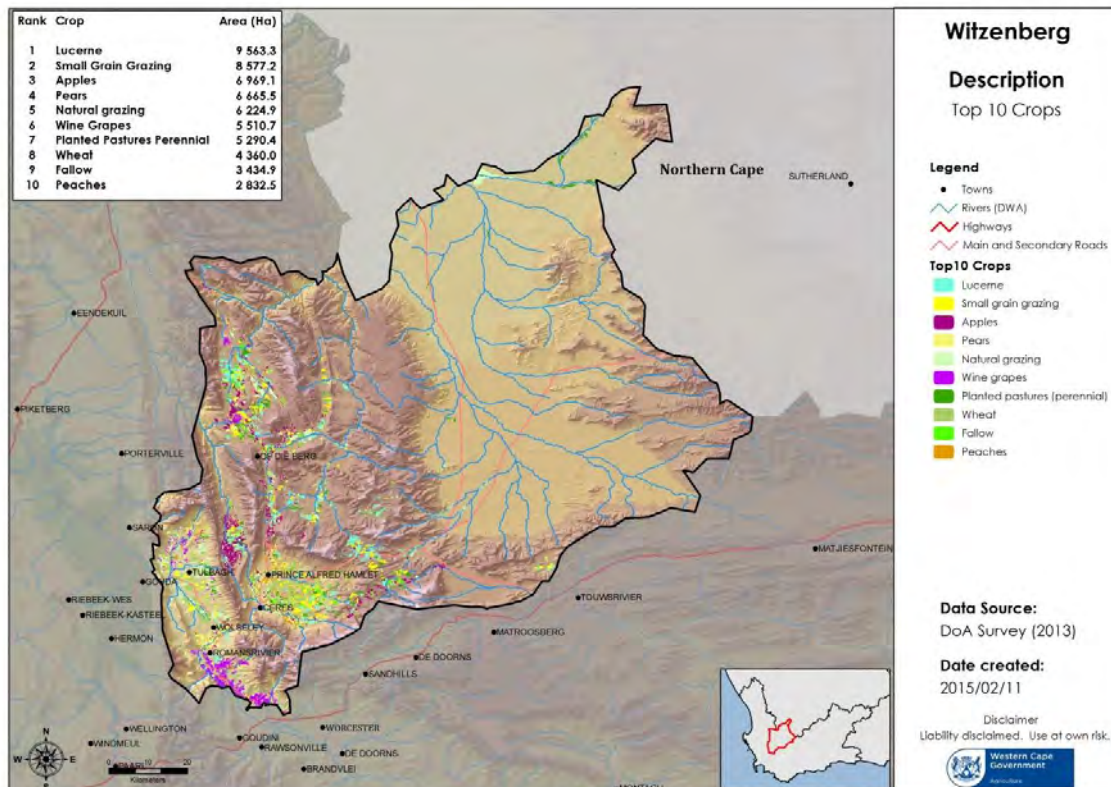 Rank Crop Area (Ha)
1 Lucerne 9 563.3
2 Small Grain Grazing 8 577.2
3 Apples 6 969.1
4 Pears 6 665.5
5 Natural grazing 6 224.9
6 Wine Grapes 5 510.7
7 Planted Pastures Perennial 5 290.4
8 Wheat 4 360.0
9 Fallow 3 434.9
10 Peaches 2 832.5
Northern Cape
SUTHERLAND
EENDEKUIL
PIKETBERG
PORTERVILLE
OP DIE BERG
SARON
MATJIESFONTEIN
TULBAGH
PRINCE ALFRED HAMLET
GOUDA
RIEBEEK-WES
TOUWBRIVIER
RIEBEEK-KASTEEL
CERES
WOLSELEY
MATROOSBERG
HERMON
ROMANSRIVIER
DE DOORNS
SANDHILLS
WELLINGTON
WORCESTER
WINDMEUL
GOUDINI
RAWSONVILLE
DE DOORNS
PAARL
BRANDVLEI
N
W
E
S
0 10 20
Kilometers
Witzenberg
Description
Top 10 Crops
Legend
Towns
Rivers (DWA)
Highways
Main and Secondary Roads
Top10 Crops
Lucerne
Small grain grazing
Apples
Pears
Natural grazing
Wine grapes
Planted pastures (perennial)
Wheat
Fallow
Peaches
Data Source:
DoA Survey (2013)
Date created:
2015/02/11
Disclaimer
Liability disclaimed. Use at own risk.
Western Cape
Government
Agriculture